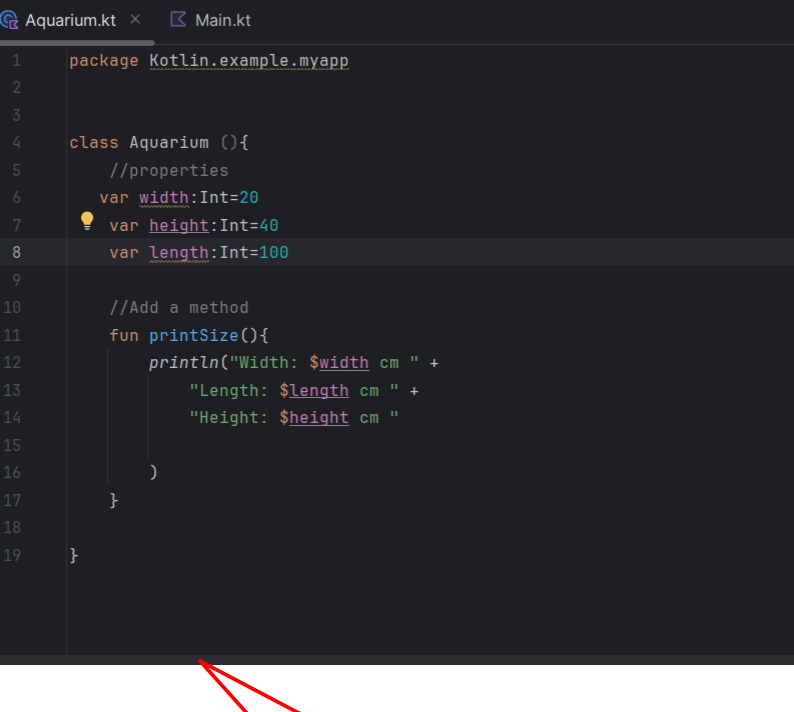 Aquarium.kt × Main.kt
1 package Kotlin.example.myapp
2
3
4 class Aquarium (){
5 //properties
6 var width:Int=20
7 var height:Int=40
8 var length:Int=100
9
10 //Add a method
11 fun printSize(){
12 println("Width: $width cm " +
13 "Length: $length cm " +
14 "Height: $height cm "
15
16 )
17 }
18
19 }